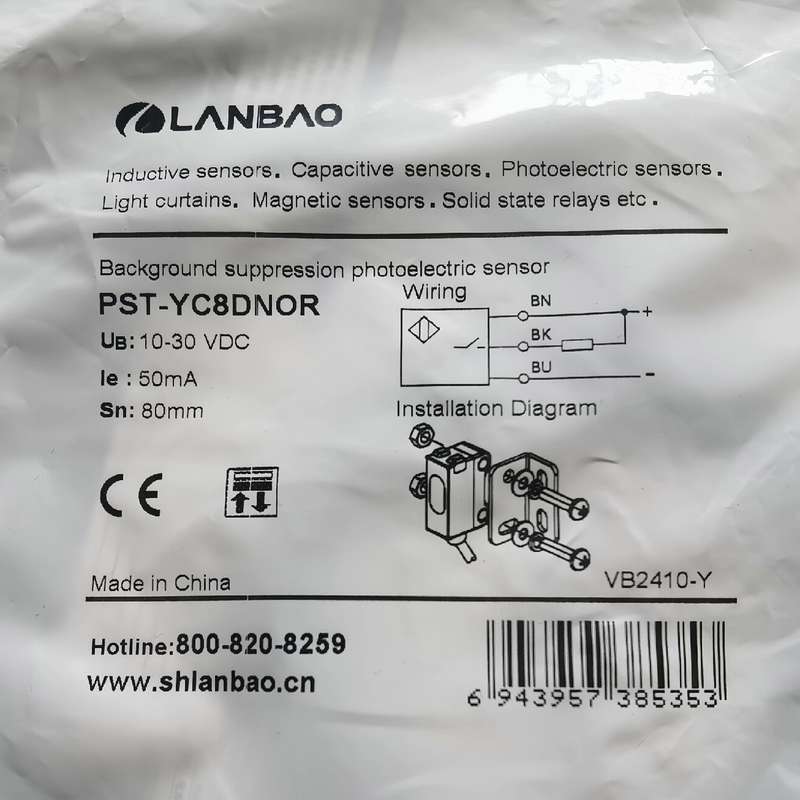 LANBAO
Inductive sensors. Capacitive sensors. Photoelectric sensors.
Light curtains. Magnetic sensors. Solid state relays etc.
Background suppression photoelectric sensor
PST-YC8DNOR
UB: 10-30 VDC
Ie : 50mA
Sn: 80mm
Wiring
BN
+
BK
BU
-
Installation Diagram
CE
Made in China
VB2410-Y
Hotline:800-820-8259
www.shlanbao.cn
6 943957 385353